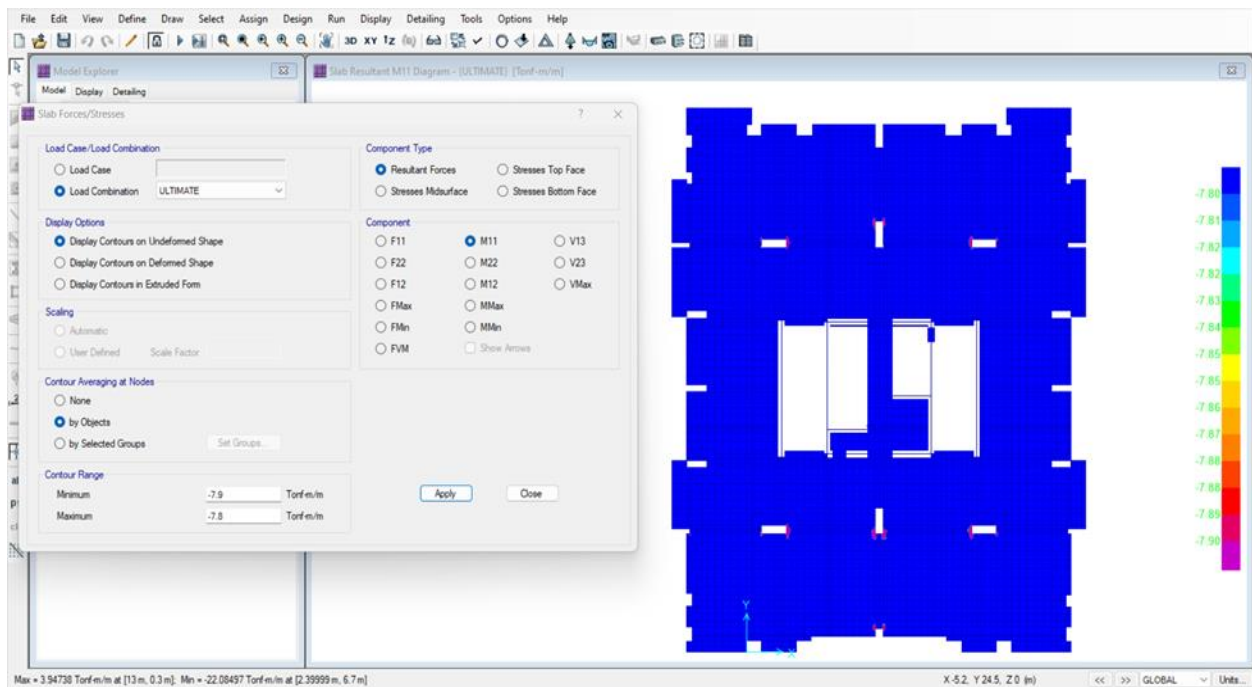 File Edit View Define Draw Select Assign Design Run Display Detailing Tools Options Help
3D XY
Model Explorer
Slab Resultant M11 Diagram - (ULTIMATE) [Tonf-m/m]
Model Display Detailing
Slab Forces/Stresses ?
Load Case/Load Combination
Load Case
Load Combination ULTIMATE
Component Type
Resultant Forces Stresses Top Face
Stresses Midsurface Stresses Bottom Face
Display Options
Display Contours on Undeformed Shape
Display Contours on Deformed Shape
Display Contours in Extruded Form
Component
F11 M11 V13
F22 M22 V23
F12 M12 VMax
FMax MMax
FMin MMin
FVM Show Arrows
Scaling
Automatic
User Defined Scale Factor
Contour Averaging at Nodes
None
by Objects
by Selected Groups Set Groups...
Contour Range
Minimum -7.9 Tonf-m/m
Maximum -7.8 Tonf-m/m
Apply Close
-7.80
-7.81
-7.82
-7.82
-7.83
-7.84
-7.85
-7.85
-7.86
-7.87
-7.88
-7.88
-7.89
-7.90
Y
X
Max = 3.94738 Tonf-m/m at [13 m, 0.3 m]; Min = -22.08497 Tonf-m/m at [2.39999 m, 6.7 m]
X -5.2, Y 24.5, Z 0 (m) << >> GLOBAL Units...